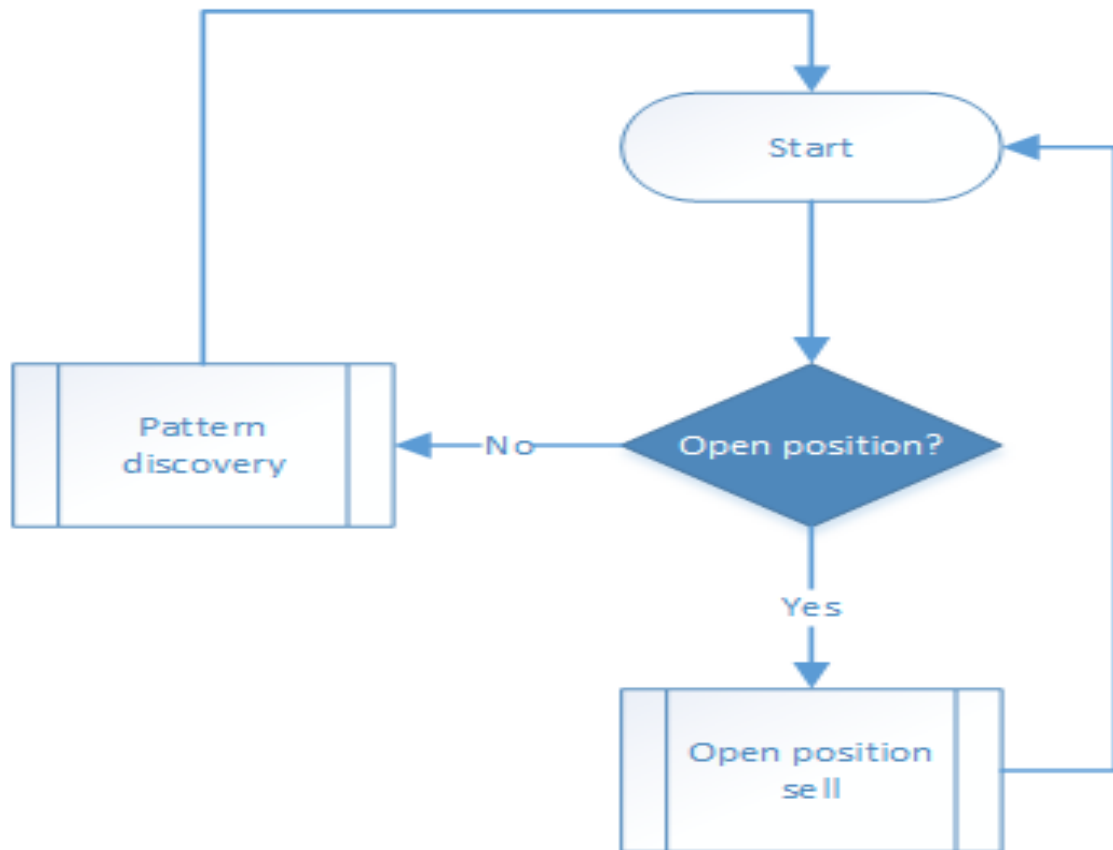 Start
Pattern
discovery
No
Open position?
Yes
Open position
sell